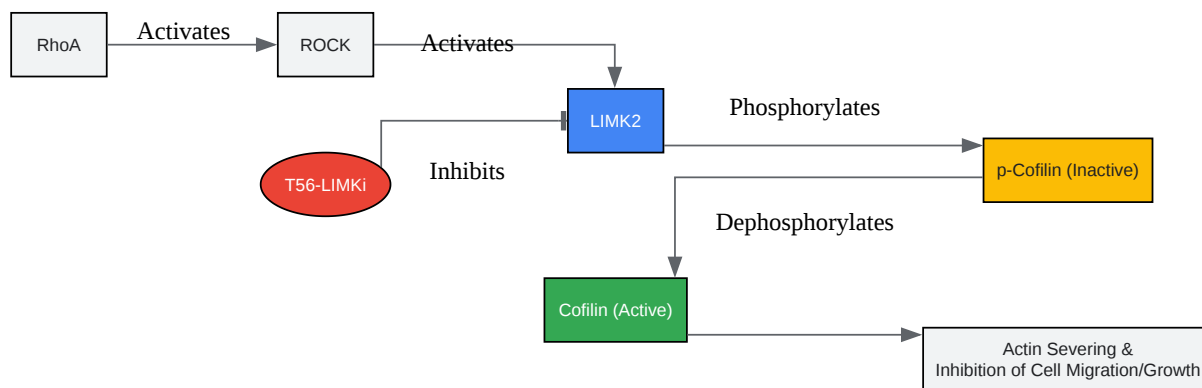 RhoA
Activates
ROCK
Activates
LIMK2
Phosphorylates
T56-LIMKi
Inhibits
p-Cofilin (Inactive)
Dephosphorylates
Cofilin (Active)
Actin Severing &
Inhibition of Cell Migration/Growth